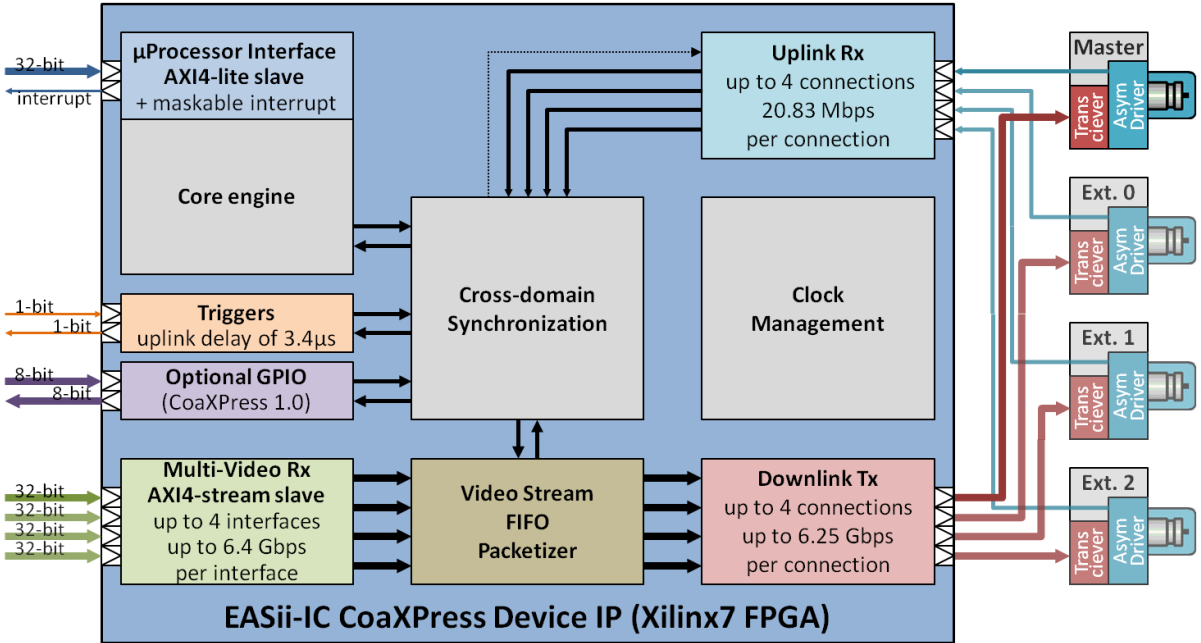 32-bit
interrupt
µProcessor Interface
AXI4-lite slave
+ maskable interrupt
Core engine
1-bit
1-bit
Triggers
uplink delay of 3.4µs
8-bit
8-bit
Optional GPIO
(CoaXPress 1.0)
32-bit
32-bit
32-bit
32-bit
Multi-Video Rx
AXI4-stream slave
up to 4 interfaces
up to 6.4 Gbps
per interface
Cross-domain
Synchronization
Video Stream
FIFO
Packetizer
Uplink Rx
up to 4 connections
20.83 Mbps
per connection
Clock
Management
Downlink Tx
up to 4 connections
up to 6.25 Gbps
per connection
Master
Trans
ciever
Asym
Driver
Ext. 0
Trans
ciever
Asym
Driver
Ext. 1
Trans
ciever
Asym
Driver
Ext. 2
Trans
ciever
Asym
Driver
EASii-IC CoaXPress Device IP (Xilinx7 FPGA)